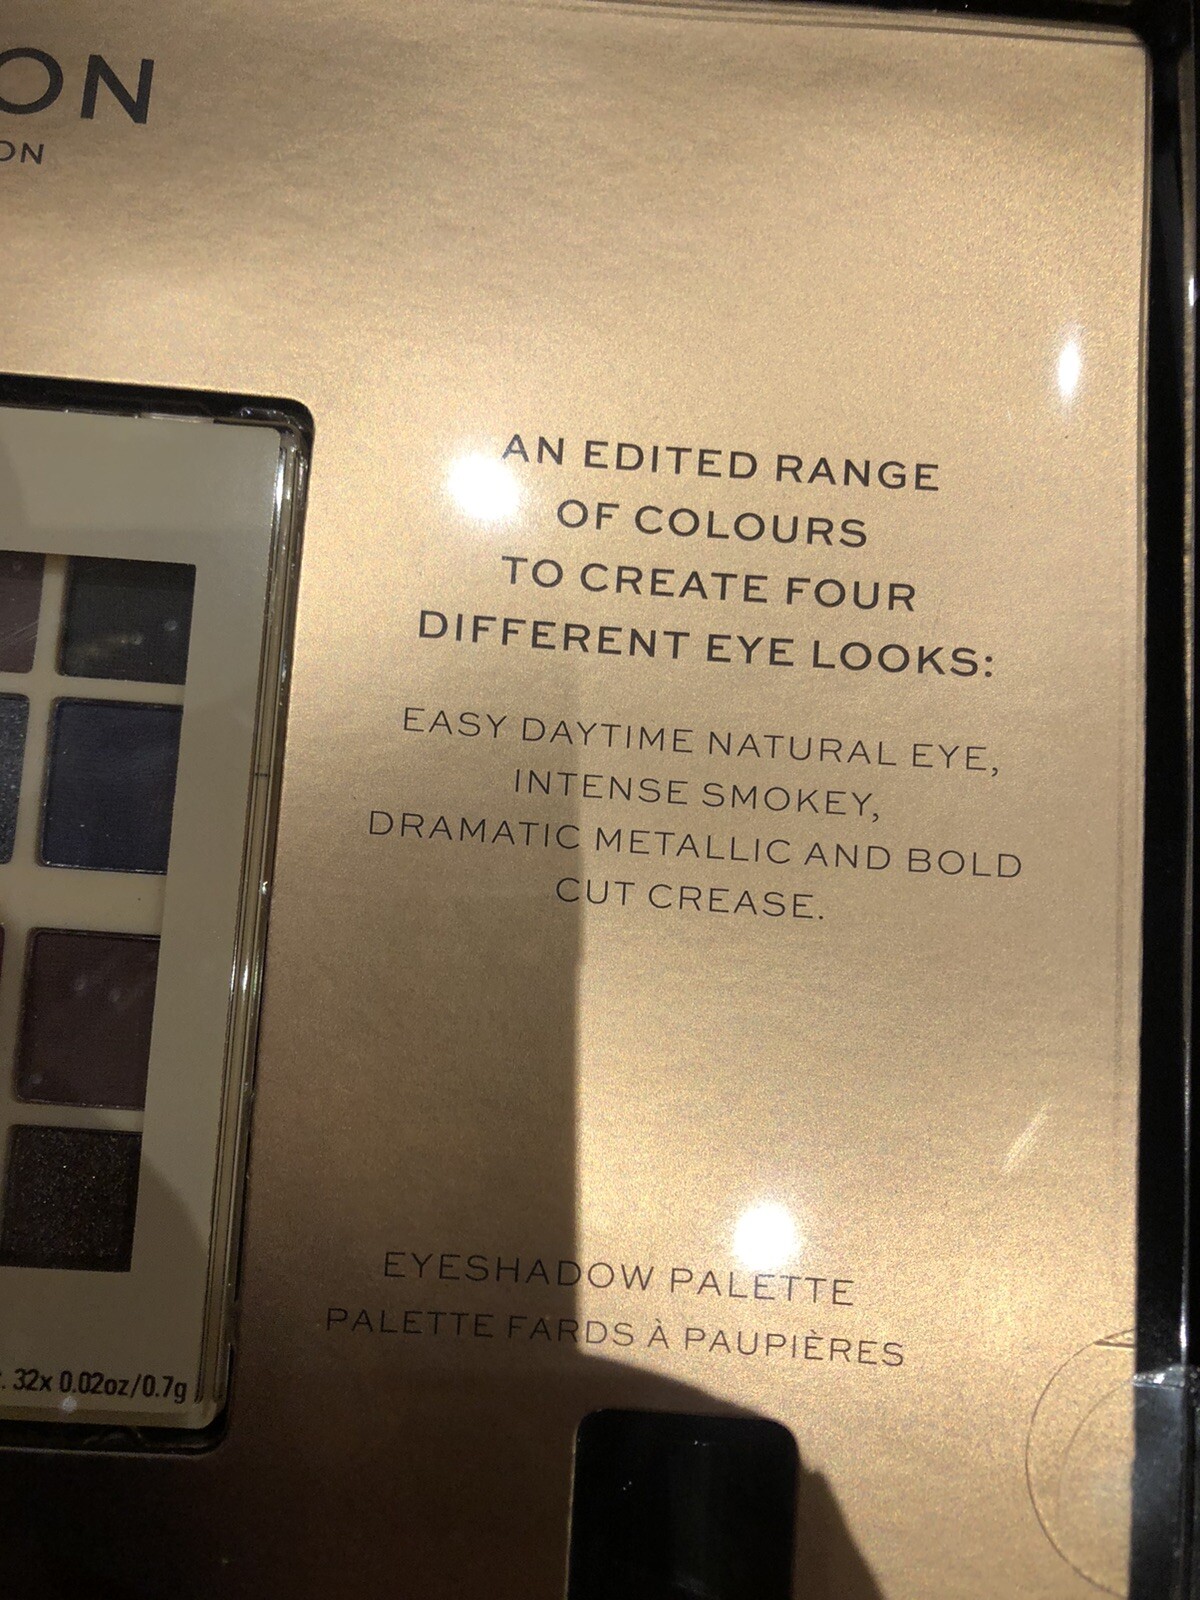 ON
ON
AN EDITED RANGE
OF COLOURS
TO CREATE FOUR
DIFFERENT EYE LOOKS:
EASY DAYTIME NATURAL EYE,
INTENSE SMOKEY,
DRAMATIC METALLIC AND BOLD
CUT CREASE.
EYESHADOW PALETTE
PALETTE FARDS À PAUPIÈRES
. 32x 0.02oz/0.7g